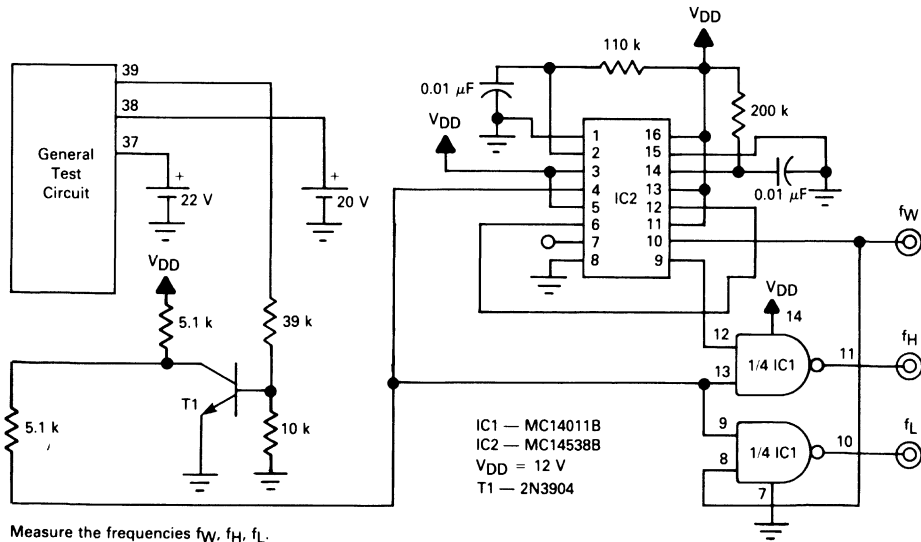 39
38
37
General
Test
Circuit
+
22 V
+
20 V
VDD
5.1 k
39 k
T1
10 k
5.1 k
VDD
110 k
0.01 µF
200 k
VDD
1
2
3
4
5
6
7
8
IC2
16
15
14
13
12
11
10
9
0.01 µF
fW
VDD
14
12
13
1/4 IC1
11
fH
9
8
1/4 IC1
10
fL
7
IC1 — MC14011B
IC2 — MC14538B
VDD = 12 V
T1 — 2N3904
Measure the frequencies fW, fH, fL.